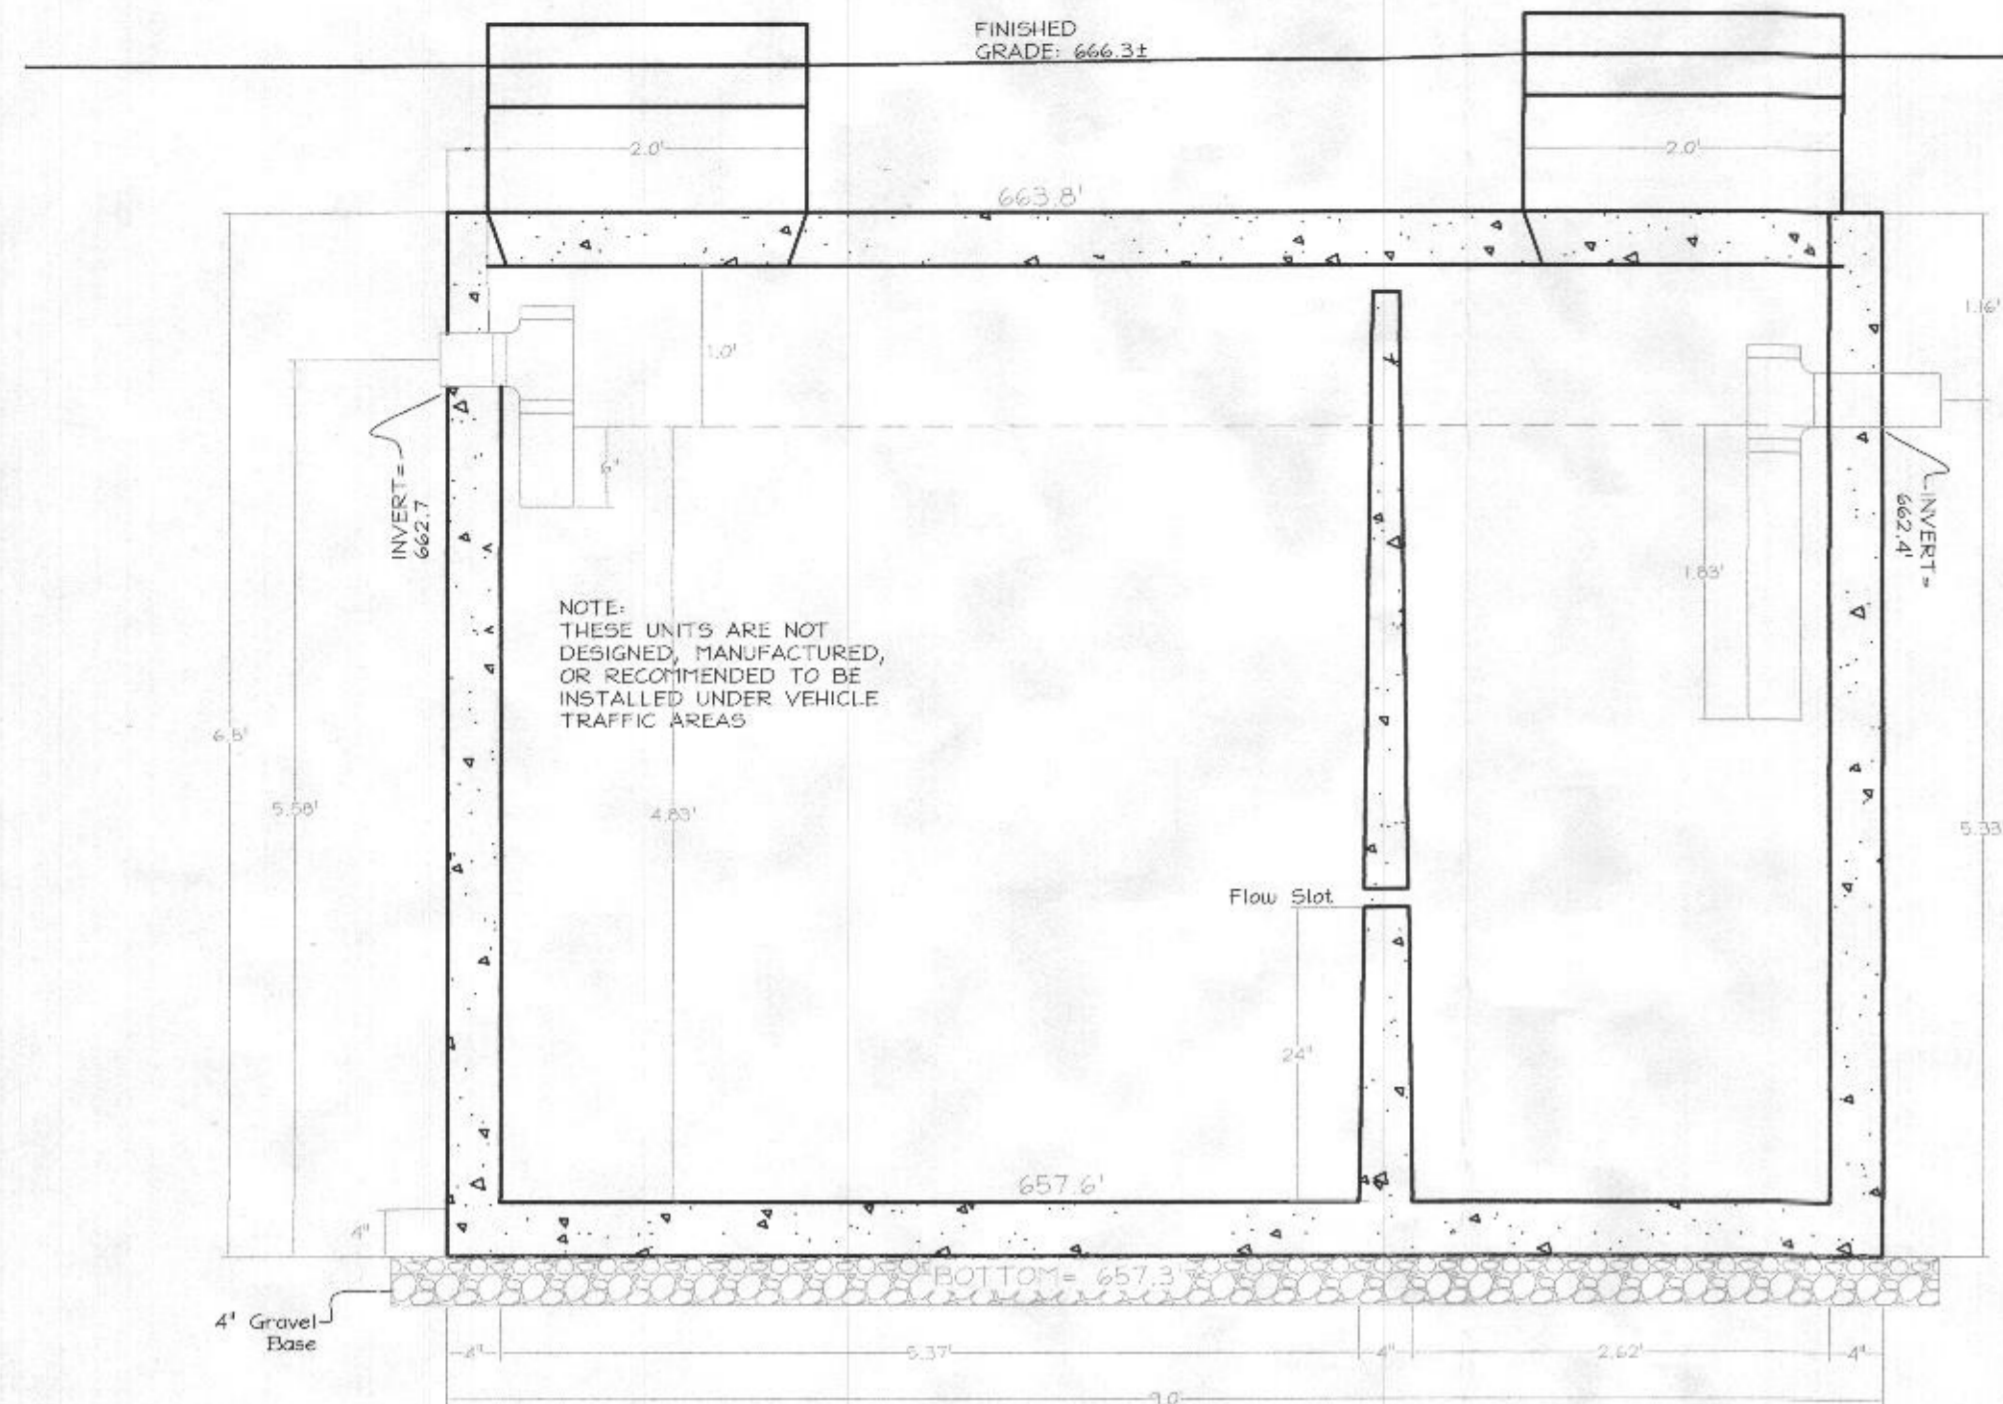 FINISHED
GRADE: 666.3±
2.0'
2.0'
663.8'
1.16'
1.0'
6"
INVERT =
662.7
INVERT =
662.4'
1.83'
NOTE:
THESE UNITS ARE NOT
DESIGNED, MANUFACTURED,
OR RECOMMENDED TO BE
INSTALLED UNDER VEHICLE
TRAFFIC AREAS
6.5'
5.58'
4.83'
5.33
Flow Slot
24"
657.6'
4"
BOTTOM= 657.3'
4" Gravel
Base
4"
5.37'
4"
2.62'
4"
9.0'